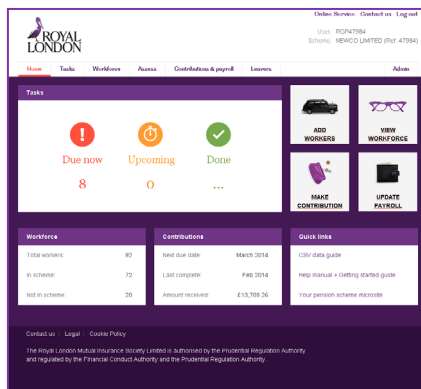 Online Service Contact us Log out
ROYAL
LONDON
User: RGP47984
Scheme: NEWCO LIMITED (Ref: 47984)
Home Tasks Workforce Assess Contributions & payroll Leavers Admin
Tasks
Due now Upcoming Done
8 0 ...
ADD
WORKERS
VIEW
WORKFORCE
MAKE
CONTRIBUTION
UPDATE
PAYROLL
Workforce
Total workers: 92
In scheme: 72
Not in scheme: 20
Contributions
Next due date: March 2014
Last complete: Feb 2014
Amount received: £13,709.26
Quick links
CSV data guide
Help manual + Getting started guide
Your pension scheme microsite
Contact us | Legal | Cookie Policy
The Royal London Mutual Insurance Society Limited is authorised by the Prudential Regulation Authority
and regulated by the Financial Conduct Authority and the Prudential Regulation Authority.